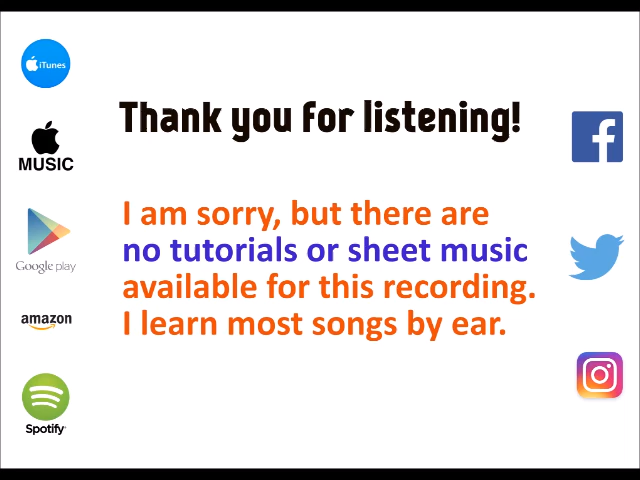 iTunes
Thank you for listening!
MUSIC
I am sorry, but there are
no tutorials or sheet music
available for this recording.
I learn most songs by ear.
Google play
amazon
Spotify